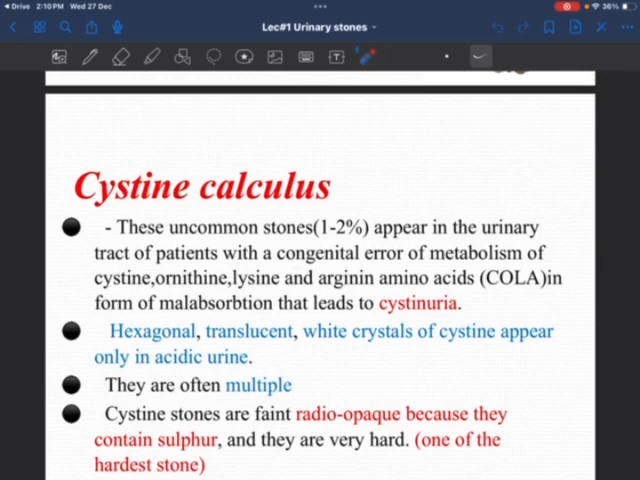 Drive 2:10 PM Wed 27 Dec 36%
Lec#1 Urinary stones
Cystine calculus
- These uncommon stones(1-2%) appear in the urinary
tract of patients with a congenital error of metabolism of
cystine,ornithine,lysine and arginin amino acids (COLA)in
form of malabsorbtion that leads to cystinuria.
Hexagonal, translucent, white crystals of cystine appear
only in acidic urine.
They are often multiple
Cystine stones are faint radio-opaque because they
contain sulphur, and they are very hard. (one of the
hardest stone)